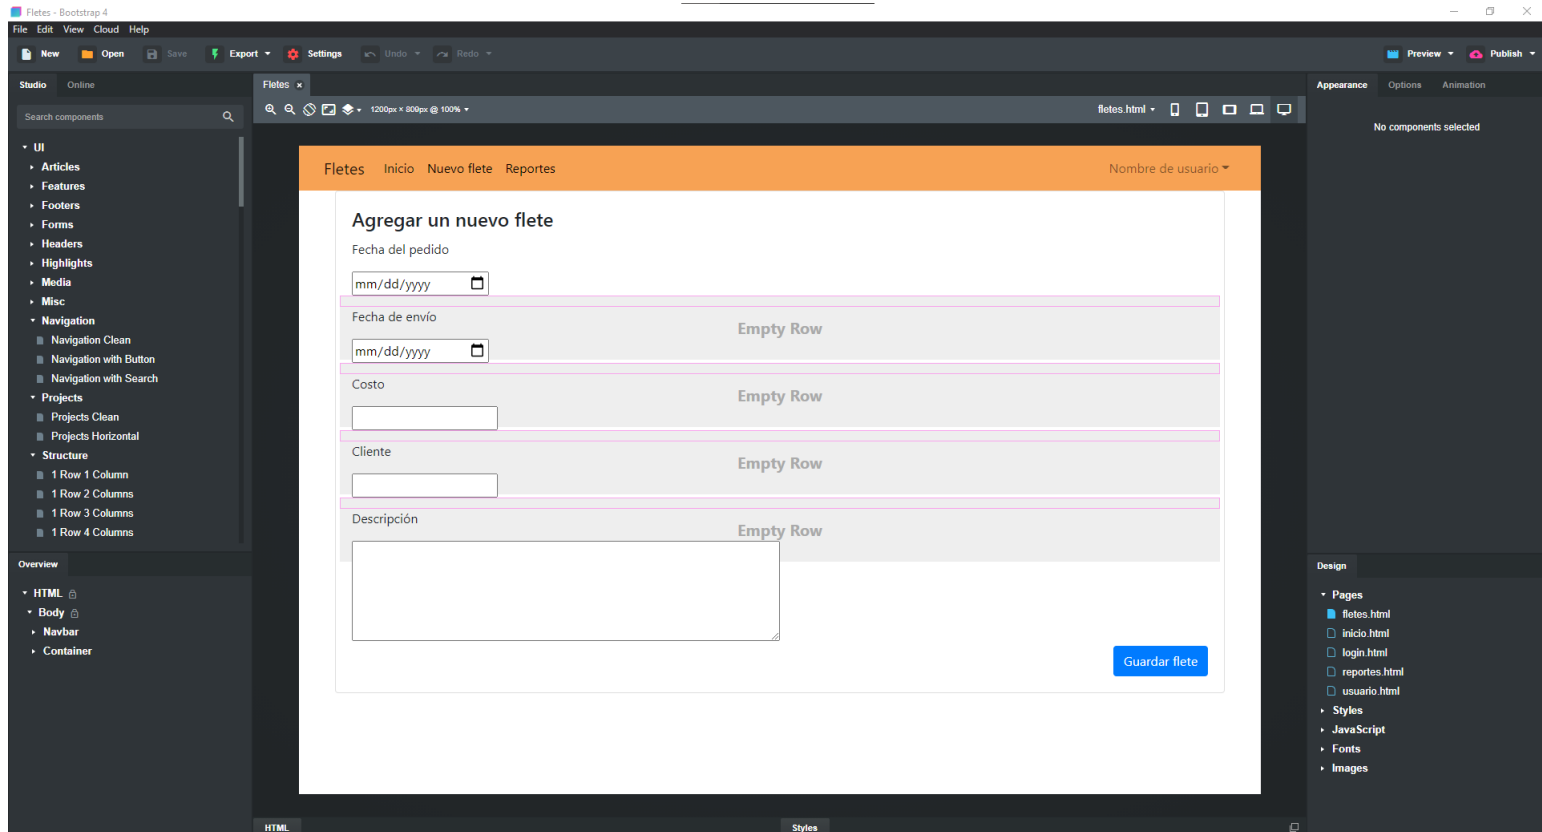 Fletes - Bootstrap 4
File Edit View Cloud Help
New Open Save Export Settings Undo Redo Preview Publish
Studio Online
Search components
UI
Articles
Features
Footers
Forms
Headers
Highlights
Media
Misc
Navigation
Navigation Clean
Navigation with Button
Navigation with Search
Projects
Projects Clean
Projects Horizontal
Structure
1 Row 1 Column
1 Row 2 Columns
1 Row 3 Columns
1 Row 4 Columns
Overview
HTML
Body
Navbar
Container
Fletes x
1200px × 809px @ 100% fletes.html
Fletes Inicio Nuevo flete Reportes Nombre de usuario
Agregar un nuevo flete
Fecha del pedido
mm/dd/yyyy
Fecha de envío
Empty Row
mm/dd/yyyy
Costo
Empty Row
Cliente
Empty Row
Descripción
Empty Row
Guardar flete
HTML Styles
Appearance Options Animation
No components selected
Design
Pages
fletes.html
inicio.html
login.html
reportes.html
usuario.html
Styles
JavaScript
Fonts
Images